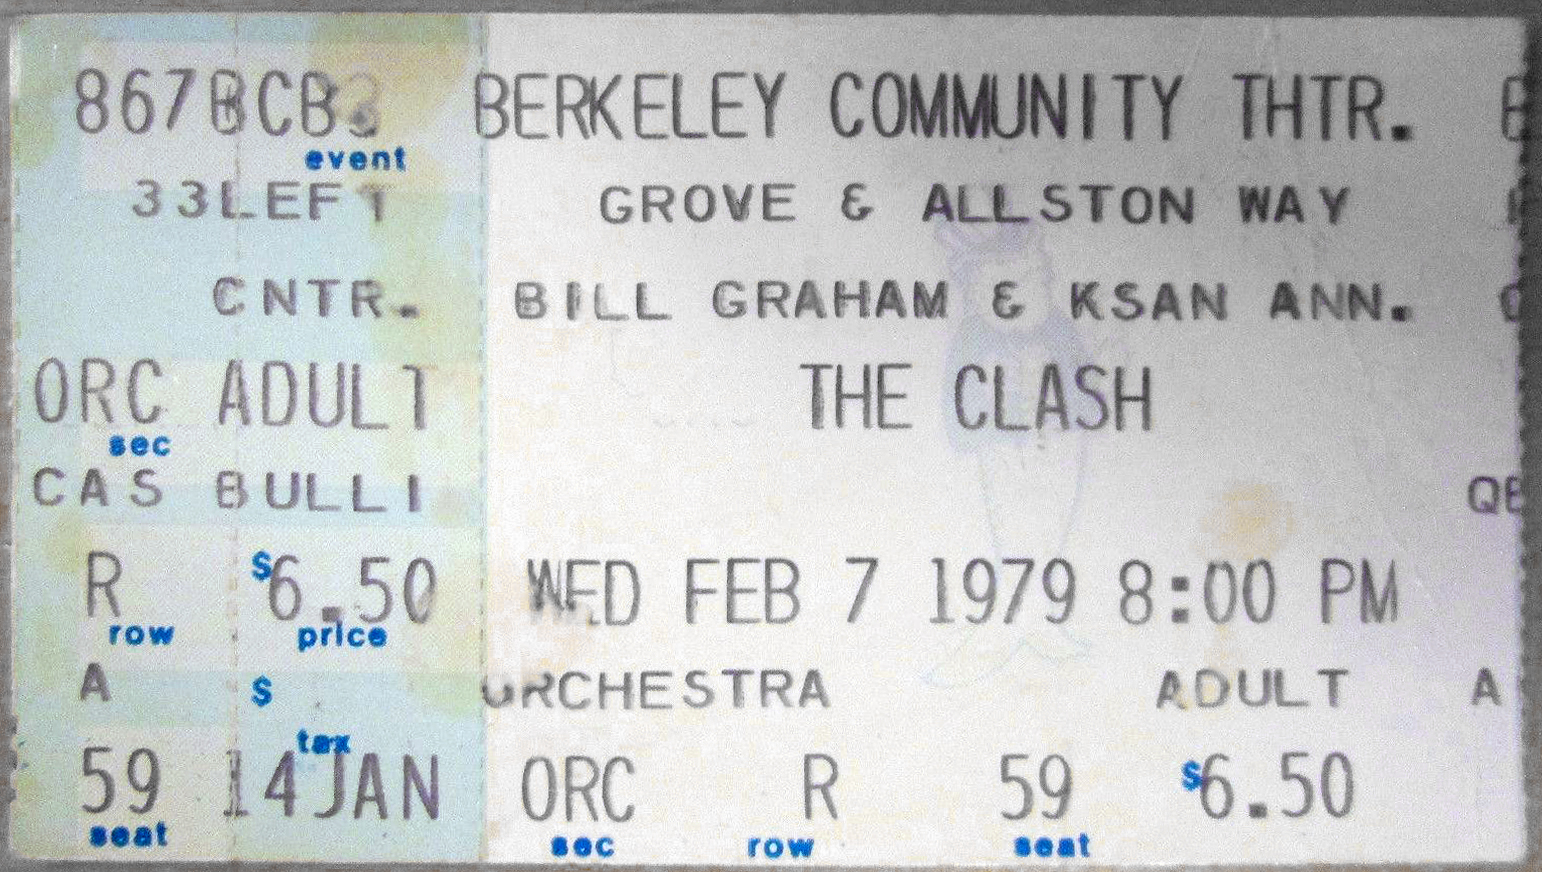 867BCB3 BERKELEY COMMUNITY THTR.
event
33LEFT GROVE & ALLSTON WAY
CNTR. BILL GRAHAM & KSAN ANN.
ORC ADULT THE CLASH
sec
CAS BULLI
R $6.50 WED FEB 7 1979 8:00 PM
row price
A $ ORCHESTRA ADULT A
tax
59 14JAN ORC R 59 $6.50
seat sec row seat